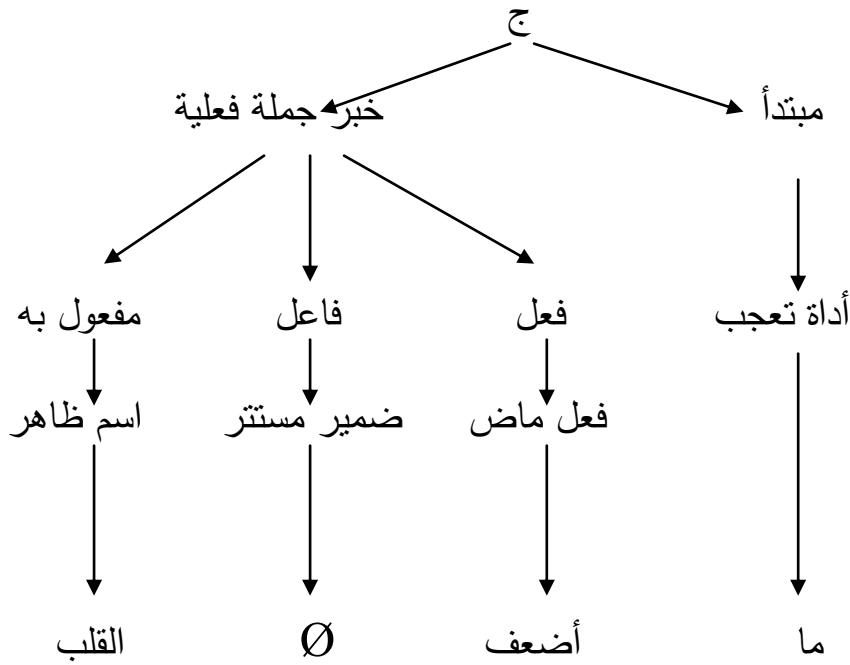 ج
مبتدأ خبر جملة فعلية
أداة تعجب فعل فاعل مفعول به
فعل ماض ضمير مستتر اسم ظاهر
ما أضعف Ø القلب